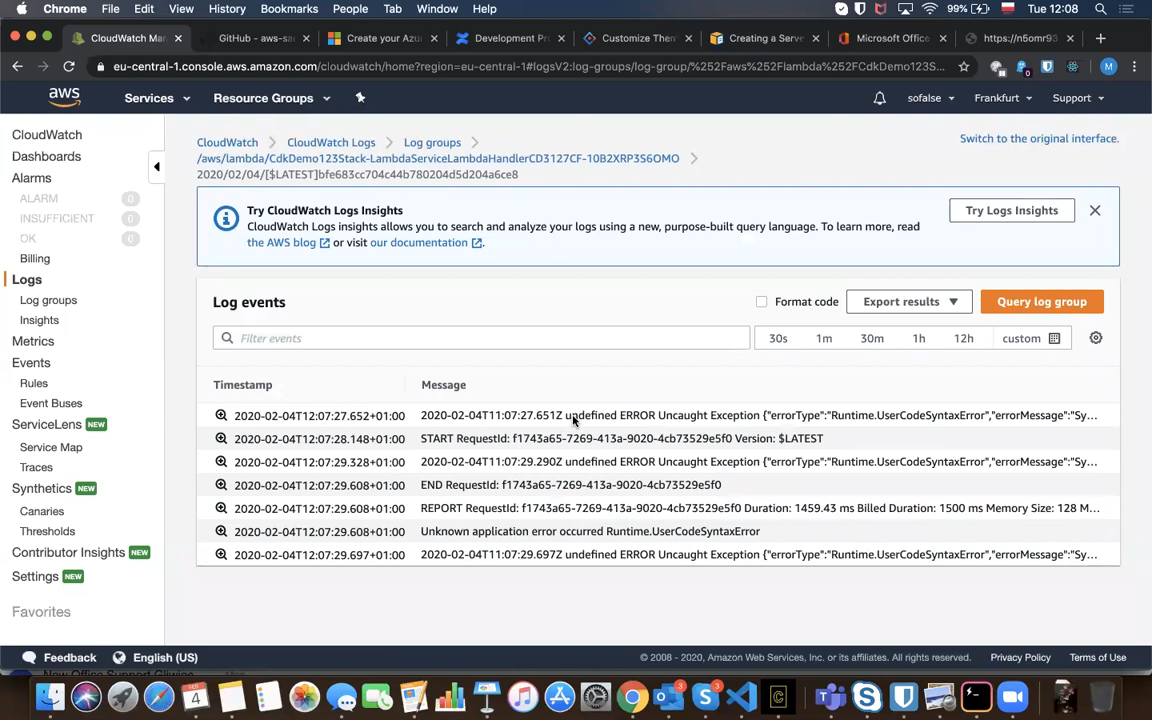 Chrome File Edit View History Bookmarks People Tab Window Help 99% Tue 12:08
CloudWatch Ma
GitHub - aws-sa
Create your Azu
Development Pr
Customize Then
Creating a Serve
Microsoft Office
https://n5omr93
eu-central-1.console.aws.amazon.com/cloudwatch/home?region=eu-central-1#logsV2:log-groups/log-group/%252Faws%252Flambda%252FCdkDemo123S...
0
M
aws Services Resource Groups sofalse Frankfurt Support
CloudWatch
Dashboards
Alarms
ALARM 0
INSUFFICIENT 0
OK 0
Billing
Logs
Log groups
Insights
Metrics
Events
Rules
Event Buses
ServiceLens NEW
Service Map
Traces
Synthetics NEW
Canaries
Thresholds
Contributor Insights NEW
Settings NEW
Favorites
CloudWatch CloudWatch Logs Log groups
/aws/lambda/CdkDemo123Stack-LambdaServiceLambdaHandlerCD3127CF-10B2XRP3S6OMO
2020/02/04/[$LATEST]bfe683cc704c44b780204d5d204a6ce8
Switch to the original interface.
Try CloudWatch Logs Insights
CloudWatch Logs insights allows you to search and analyze your logs using a new, purpose-built query language. To learn more, read
the AWS blog or visit our documentation .
Try Logs Insights
Log events
Format code Export results Query log group
Filter events
30s 1m 30m 1h 12h custom
Timestamp Message
2020-02-04T12:07:27.652+01:00 2020-02-04T11:07:27.651Z undefined ERROR Uncaught Exception {"errorType":"Runtime.UserCodeSyntaxError","errorMessage":"Sy...
2020-02-04T12:07:28.148+01:00 START RequestId: f1743a65-7269-413a-9020-4cb73529e5f0 Version: $LATEST
2020-02-04T12:07:29.328+01:00 2020-02-04T11:07:29.290Z undefined ERROR Uncaught Exception {"errorType":"Runtime.UserCodeSyntaxError","errorMessage":"Sy...
2020-02-04T12:07:29.608+01:00 END RequestId: f1743a65-7269-413a-9020-4cb73529e5f0
2020-02-04T12:07:29.608+01:00 REPORT RequestId: f1743a65-7269-413a-9020-4cb73529e5f0 Duration: 1459.43 ms Billed Duration: 1500 ms Memory Size: 128 M...
2020-02-04T12:07:29.608+01:00 Unknown application error occurred Runtime.UserCodeSyntaxError
2020-02-04T12:07:29.697+01:00 2020-02-04T11:07:29.697Z undefined ERROR Uncaught Exception {"errorType":"Runtime.UserCodeSyntaxError","errorMessage":"Sy...
Feedback English (US) © 2008 - 2020, Amazon Web Services, Inc. or its affiliates. All rights reserved. Privacy Policy Terms of Use
4
3
3